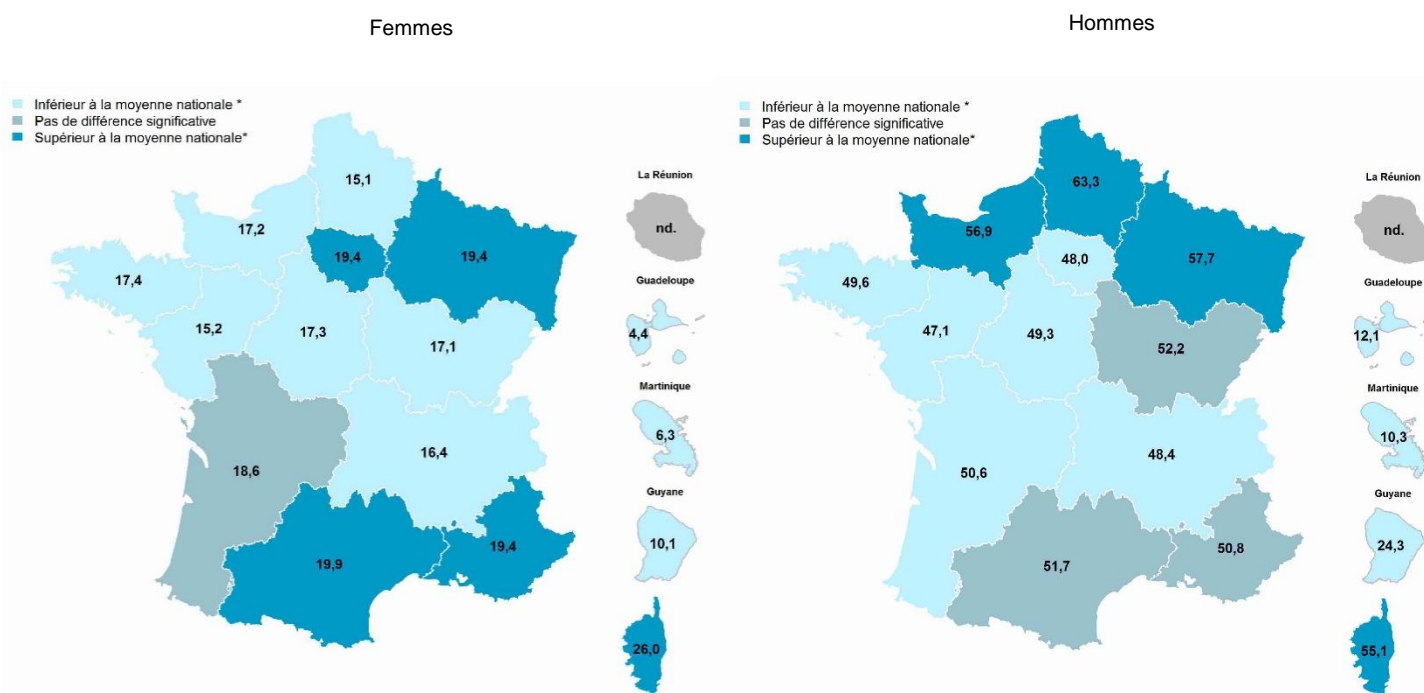 Femmes
Inférieur à la moyenne nationale *
Pas de différence significative
Supérieur à la moyenne nationale*
15,1
17,2
19,4
19,4
17,4
15,2
17,3
17,1
18,6
16,4
19,9
19,4
La Réunion
nd.
Guadeloupe
4,4
Martinique
6,3
Guyane
10,1
26,0
Hommes
Inférieur à la moyenne nationale *
Pas de différence significative
Supérieur à la moyenne nationale*
63,3
56,9
48,0
57,7
49,6
47,1
49,3
52,2
50,6
48,4
51,7
50,8
La Réunion
nd.
Guadeloupe
12,1
Martinique
10,3
Guyane
24,3
55,1